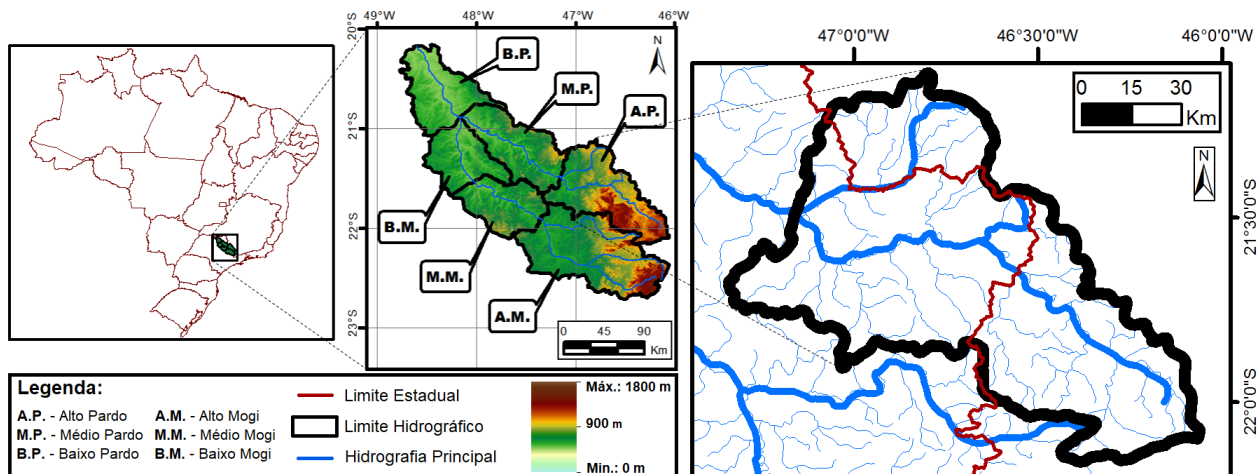 49°W 48°W 47°W 46°W
20°S
21°S
22°S
23°S
N
B.P.
M.P.
A.P.
B.M.
M.M.
A.M.
0 45 90
Km
47°0'0"W 46°30'0"W 46°0'0"W
0 15 30
Km
N
21°30'0"S
22°0'0"S
Legenda:
A.P. - Alto Pardo A.M. - Alto Mogi
M.P. - Médio Pardo M.M. - Médio Mogi
B.P. - Baixo Pardo B.M. - Baixo Mogi
Limite Estadual
Limite Hidrográfico
Hidrografia Principal
Máx.: 1800 m
900 m
Mín.: 0 m